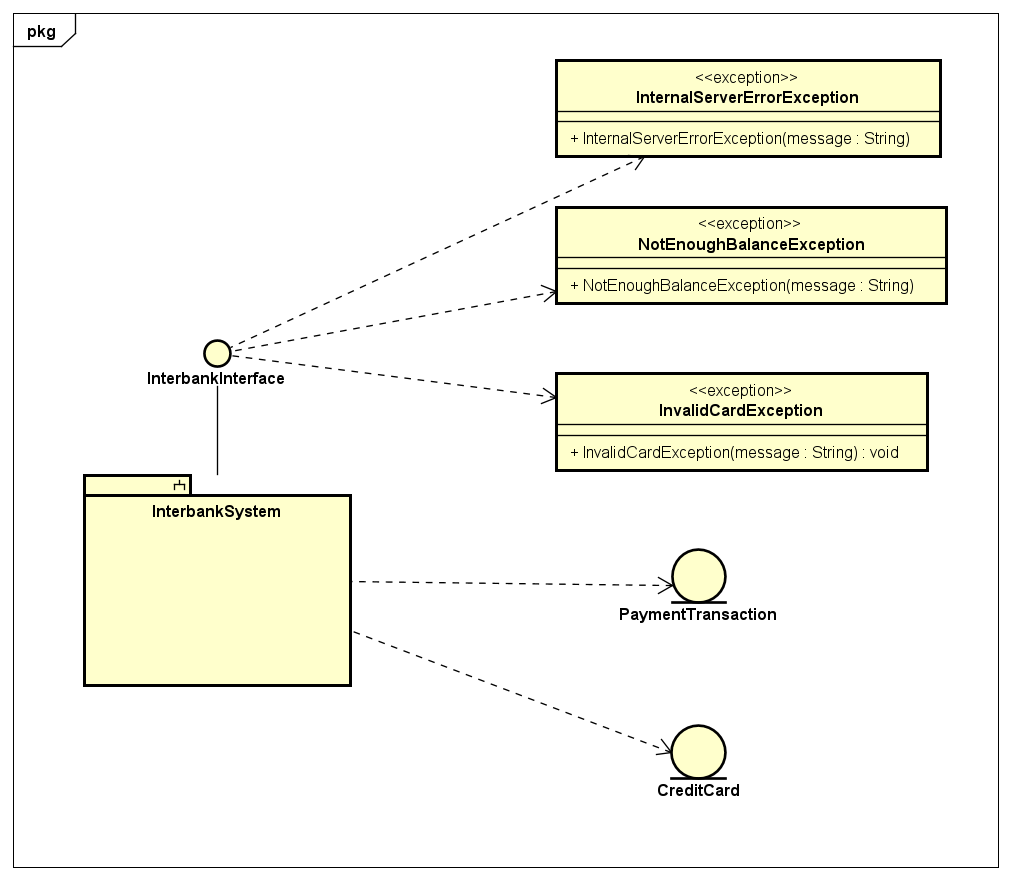 pkg
<<exception>>
InternalServerErrorException
+ InternalServerErrorException(message : String)
<<exception>>
NotEnoughBalanceException
+ NotEnoughBalanceException(message : String)
InterbankInterface
<<exception>>
InvalidCardException
+ InvalidCardException(message : String) : void
InterbankSystem
PaymentTransaction
CreditCard